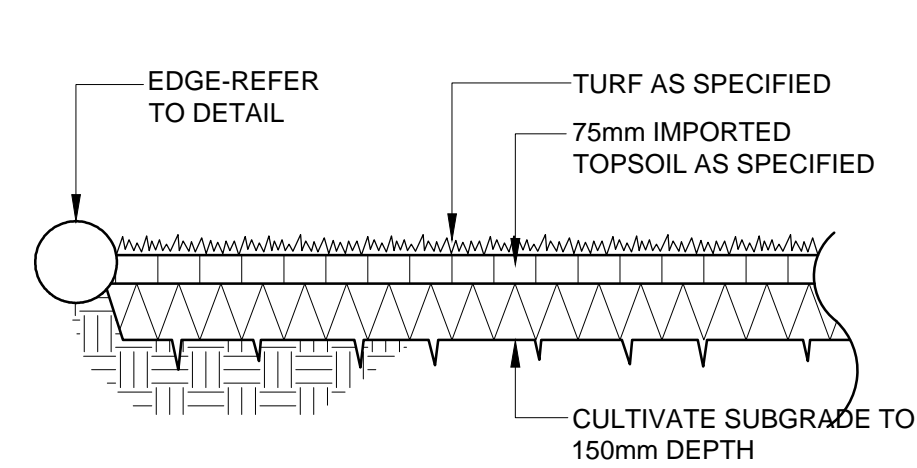 EDGE-REFER
TO DETAIL
TURF AS SPECIFIED
75mm IMPORTED
TOPSOIL AS SPECIFIED
CULTIVATE SUBGRADE TO
150mm DEPTH